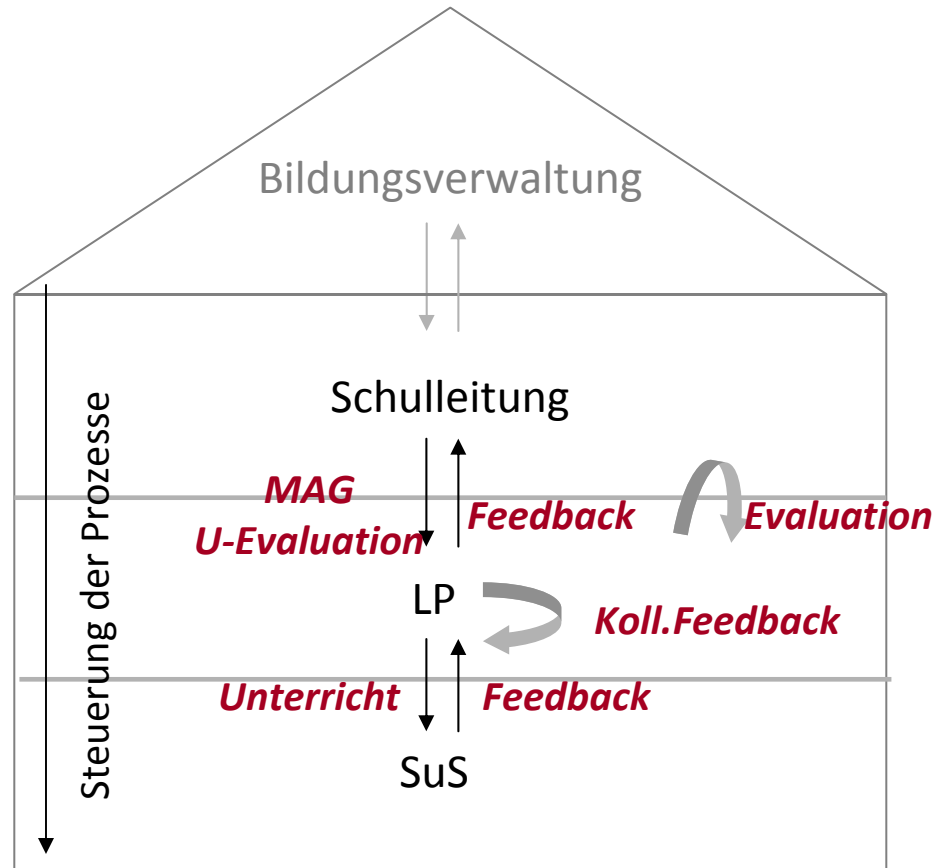 Bildungsverwaltung
Schulleitung
MAG
U-Evaluation
Feedback
Evaluation
LP
Koll.Feedback
Unterricht
Feedback
SuS
Steuerung der Prozesse